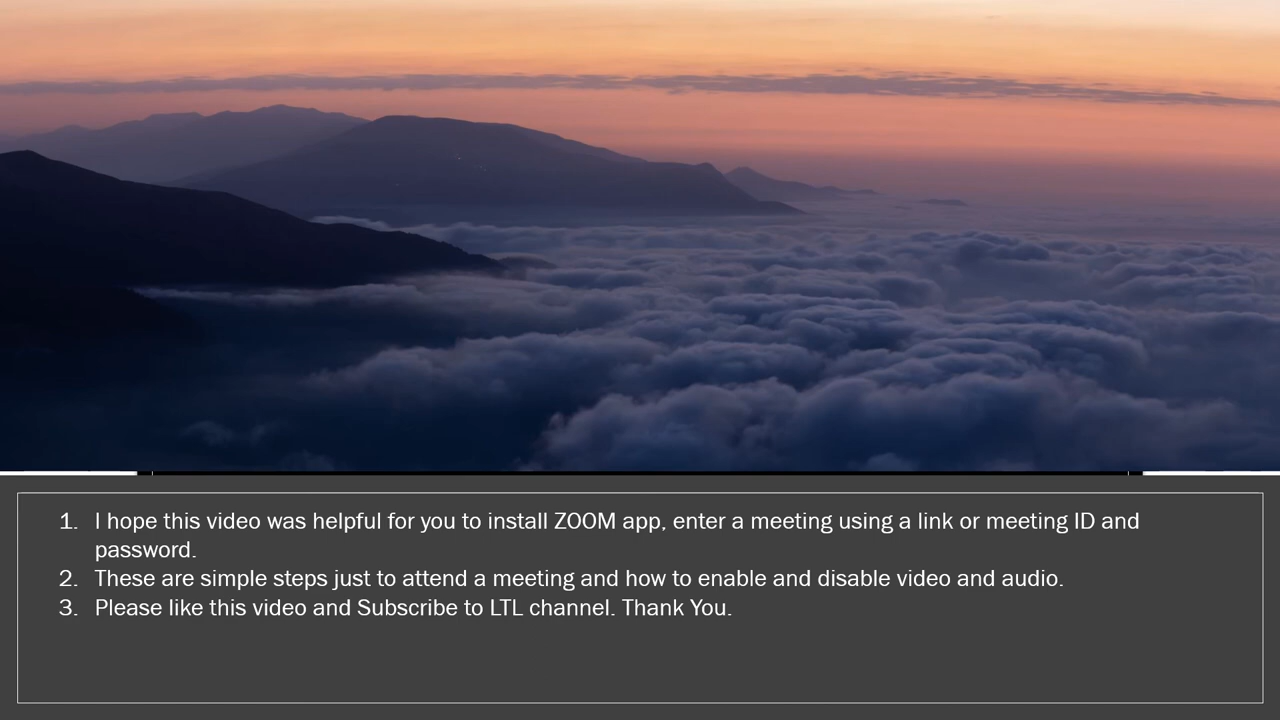 1. I hope this video was helpful for you to install ZOOM app, enter a meeting using a link or meeting ID and
password.
2. These are simple steps just to attend a meeting and how to enable and disable video and audio.
3. Please like this video and Subscribe to LTL channel. Thank You.